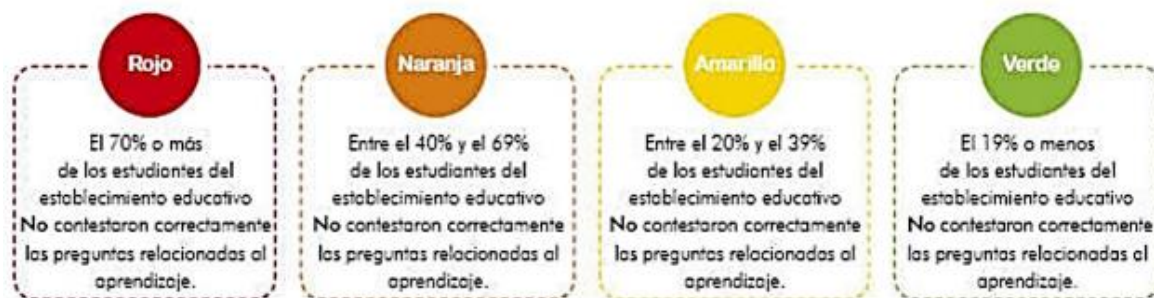 Rojo
El 70% o más
de los estudiantes del
establecimiento educativo
No contestaron correctamente
las preguntas relacionadas al
aprendizaje.
Naranja
Entre el 40% y el 69%
de los estudiantes del
establecimiento educativo
No contestaron correctamente
las preguntas relacionadas al
aprendizaje.
Amarillo
Entre el 20% y el 39%
de los estudiantes del
establecimiento educativo
No contestaron correctamente
las preguntas relacionadas al
aprendizaje.
Verde
El 19% o menos
de los estudiantes del
establecimiento educativo
No contestaron correctamente
las preguntas relacionadas al
aprendizaje.